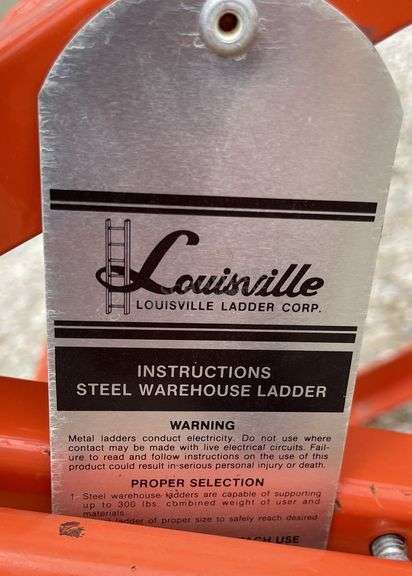 Louisville
LOUISVILLE LADDER CORP.
INSTRUCTIONS
STEEL WAREHOUSE LADDER
WARNING
Metal ladders conduct electricity. Do not use where
contact may be made with live electrical circuits. Fail-
ure to read and follow instructions on the use of this
product could result in serious personal injury or death.
PROPER SELECTION
1. Steel warehouse ladders are capable of supporting
up to 300 lbs. combined weight of user and
materials.
ladder of proper size to safely reach desired
EACH USE